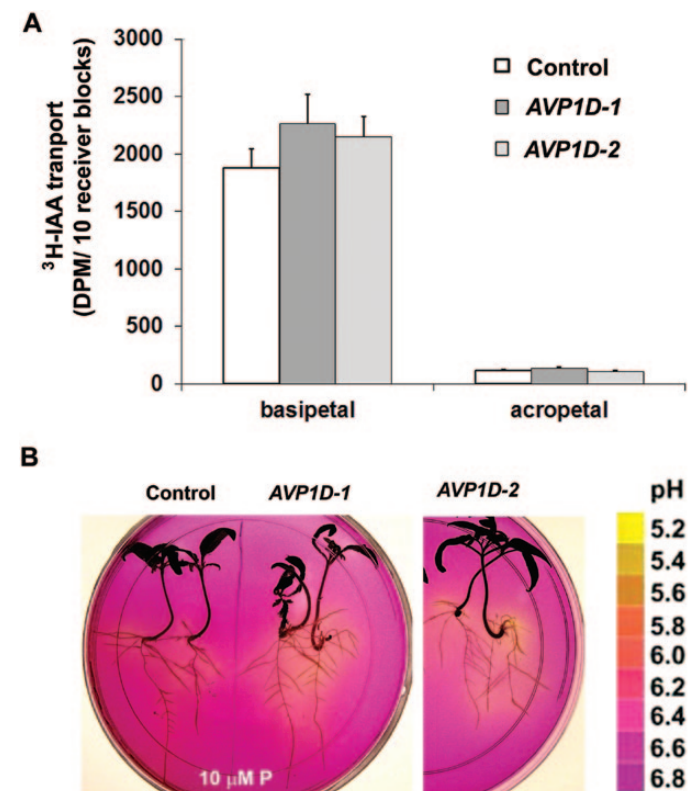 A
³H-IAA tranport
(DPM/ 10 receiver blocks)
3000
2500
2000
1500
1000
500
0
Control
AVP1D-1
AVP1D-2
basipetal
acropetal
B
Control
AVP1D-1
AVP1D-2
pH
5.2
5.4
5.6
5.8
6.0
6.2
6.4
6.6
6.8
10 μM P